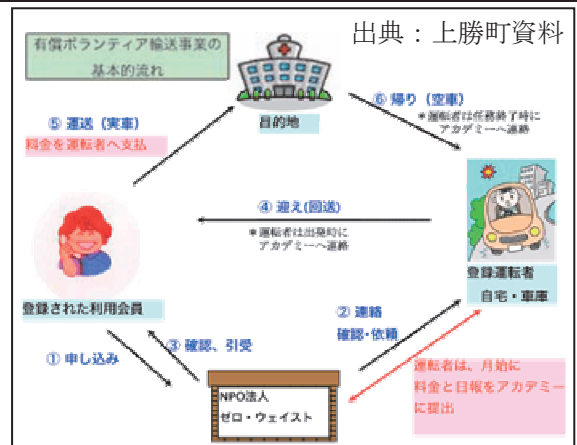 出典：上勝町資料
有償ボランティア輸送事業の
基本的流れ
目的地
⑤ 運送（実車）
料金を運転者へ支払
⑥ 帰り（空車）
＊運転者は任務終了時に
アカデミーへ連絡
④ 迎え(回送)
＊運転者は出発時に
アカデミーへ連絡
登録された利用会員
登録運転者
自宅・車庫
① 申し込み
③ 確認、引受
② 連絡
確認・依頼
NPO法人
ゼロ・ウェイスト
運転者は、月始に
料金と日報をアカデミー
に提出